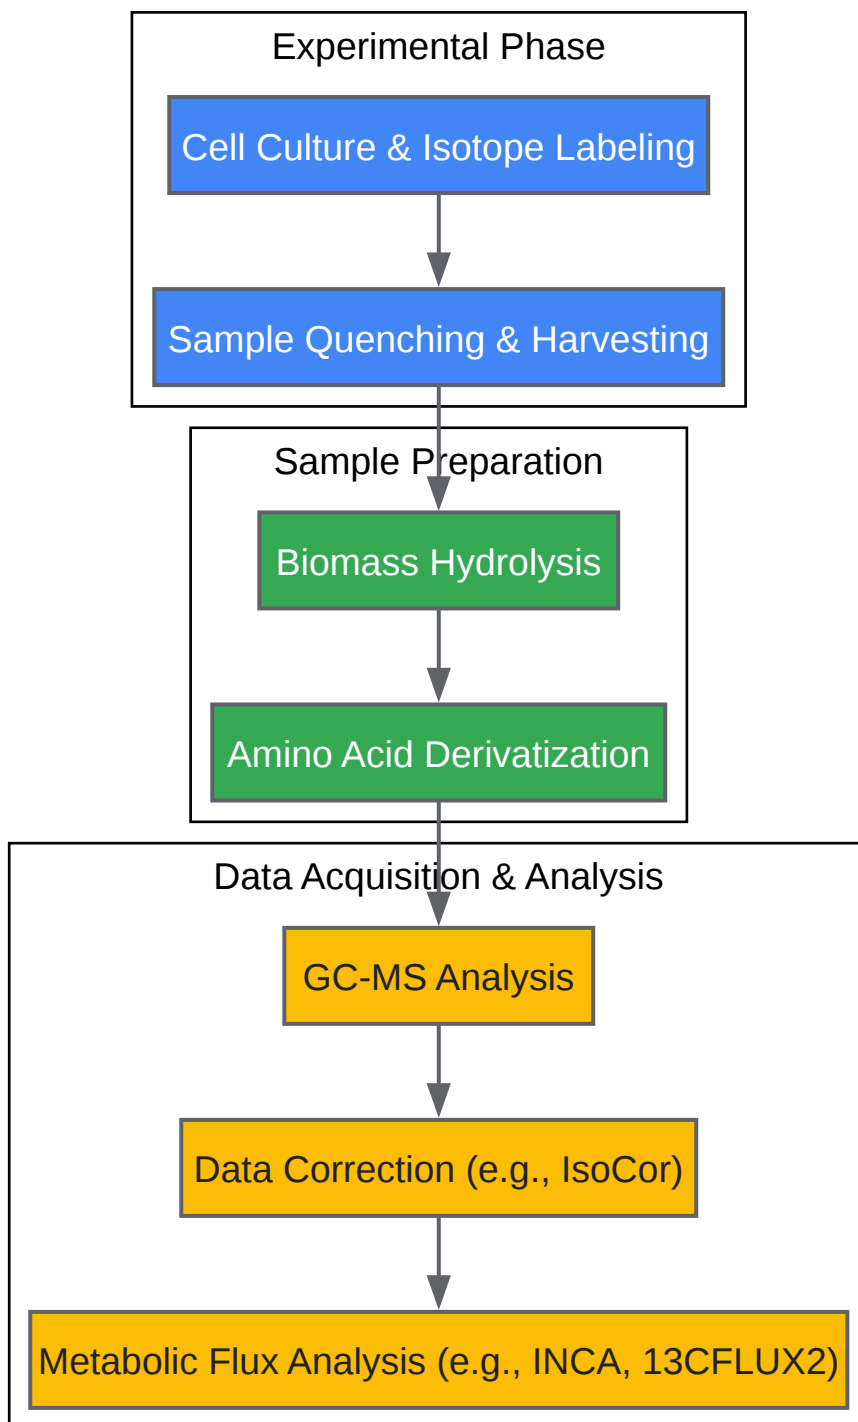 Experimental Phase
Cell Culture & Isotope Labeling
Sample Quenching & Harvesting
Sample Preparation
Biomass Hydrolysis
Amino Acid Derivatization
Data Acquisition & Analysis
GC-MS Analysis
Data Correction (e.g., IsoCor)
Metabolic Flux Analysis (e.g., INCA, 13CFLUX2)